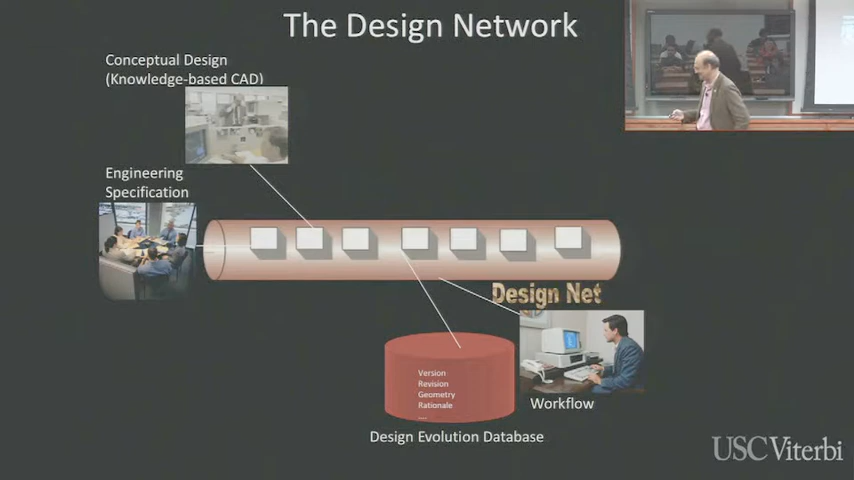 The Design Network
Conceptual Design
(Knowledge-based CAD)
Engineering
Specification
Design Net
Version
Revision
Geometry
Rationale
....
Workflow
Design Evolution Database
USC Viterbi